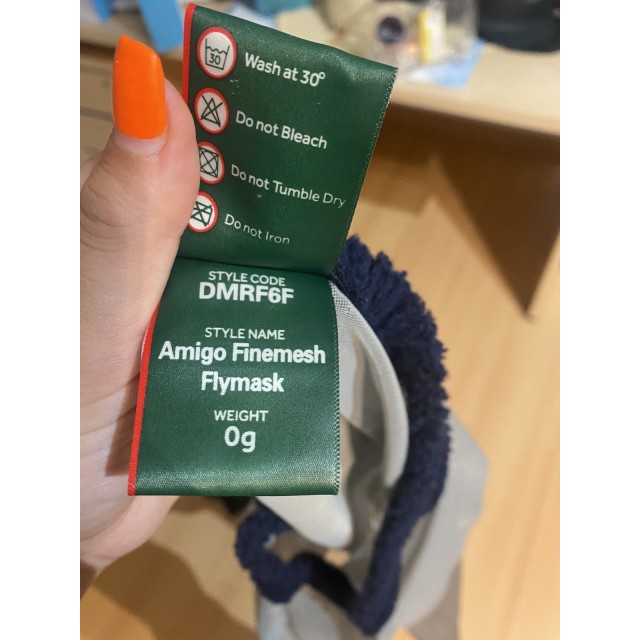 30
Wash at 30°
Do not Bleach
Do not Tumble Dry
Do not Iron
STYLE CODE
DMRF6F
STYLE NAME
Amigo Finemesh
Flymask
WEIGHT
0g